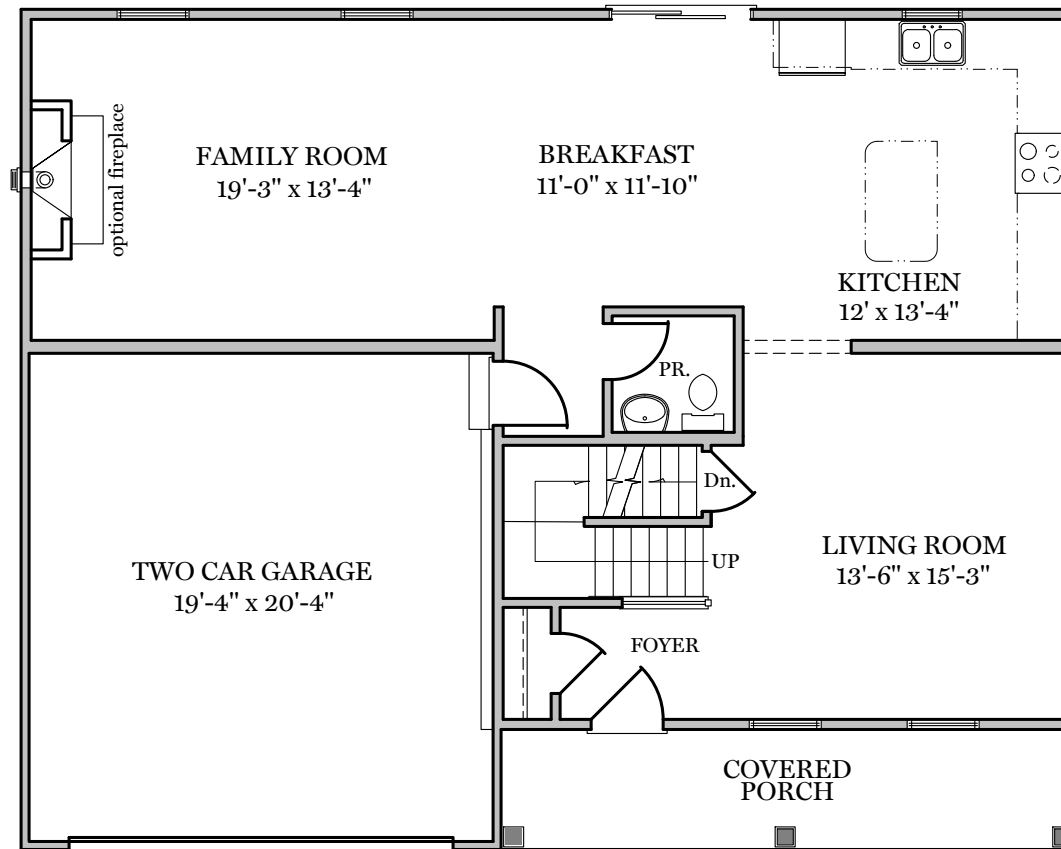 FAMILY ROOM
19'-3" x 13'-4"
optional fireplace
BREAKFAST
11'-0" x 11'-10"
KITCHEN
12' x 13'-4"
PR.
Dn.
UP
LIVING ROOM
13'-6" x 15'-3"
TWO CAR GARAGE
19'-4" x 20'-4"
FOYER
COVERED
PORCH